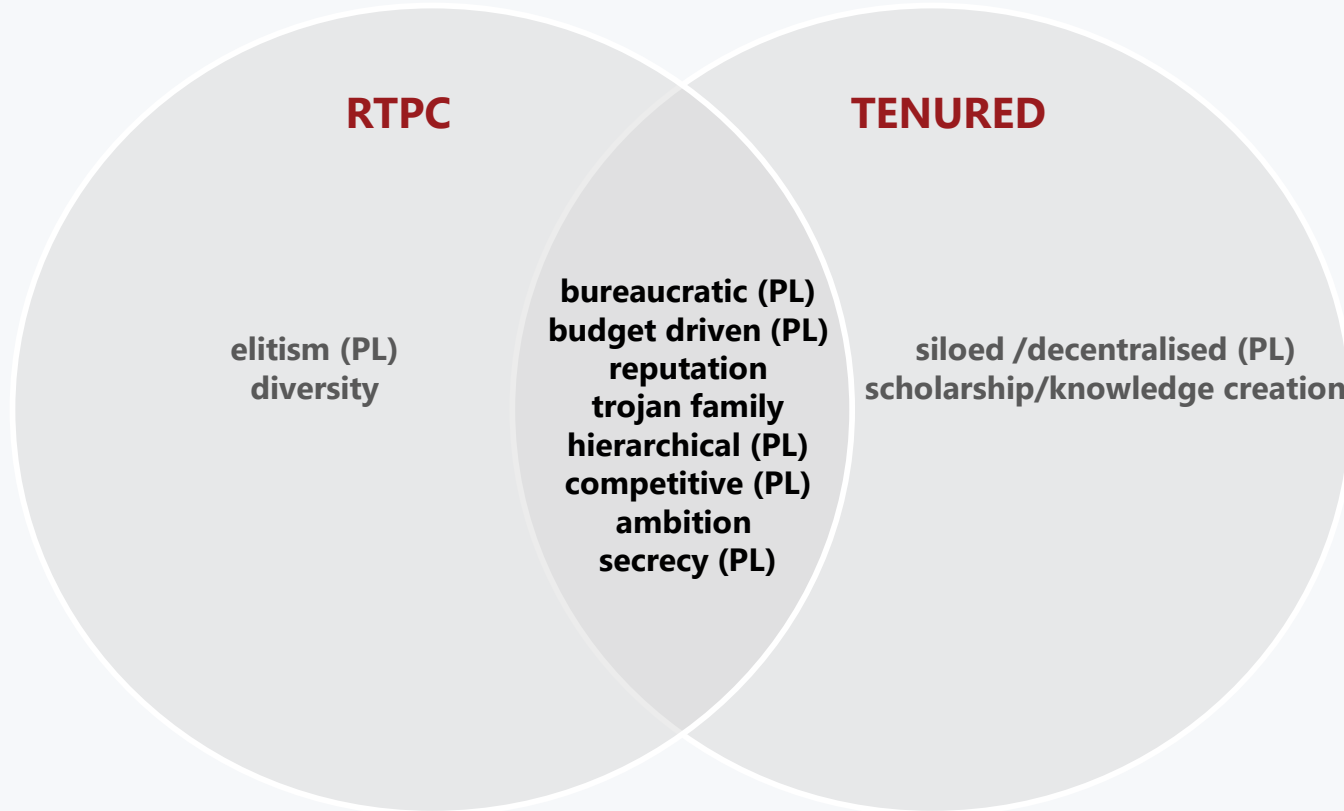 RTPC
TENURED
elitism (PL)
diversity
bureaucratic (PL)
budget driven (PL)
reputation
trojan family
hierarchical (PL)
competitive (PL)
ambition
secrecy (PL)
siloed /decentralised (PL)
scholarship/knowledge creation